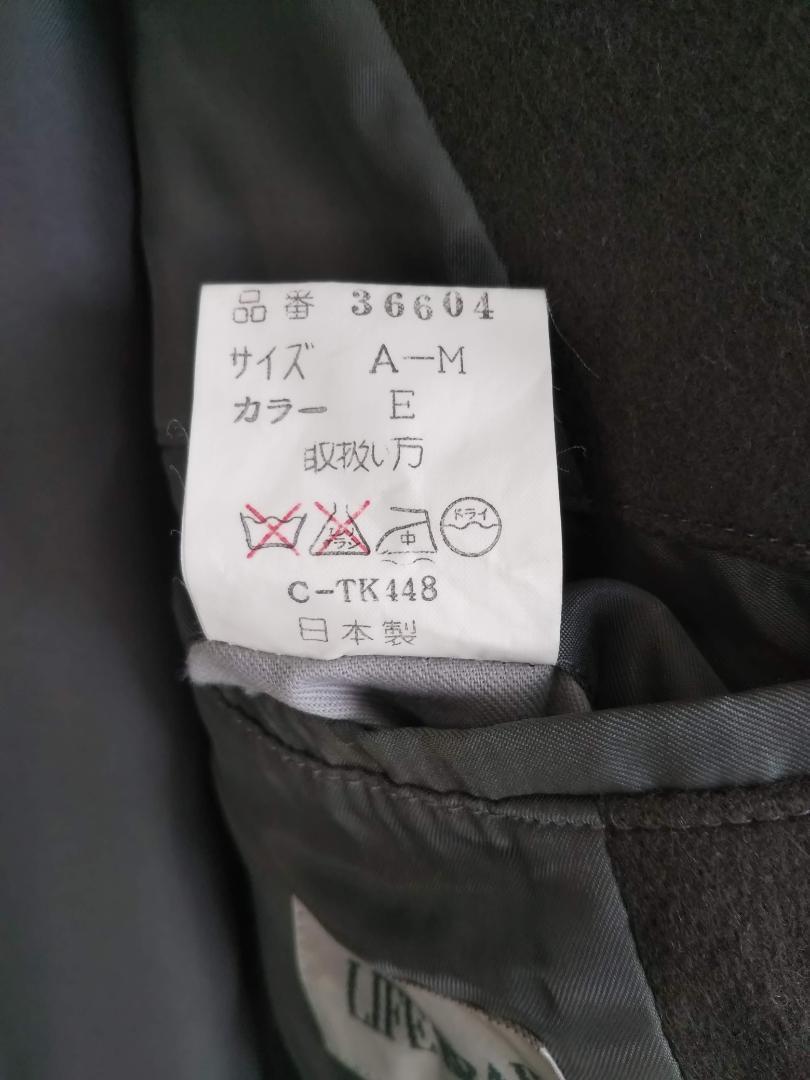 品番 36604
サイズ A-M
カラー E
取扱い方
中 ドライ
C-TK448
日本製
LIFE